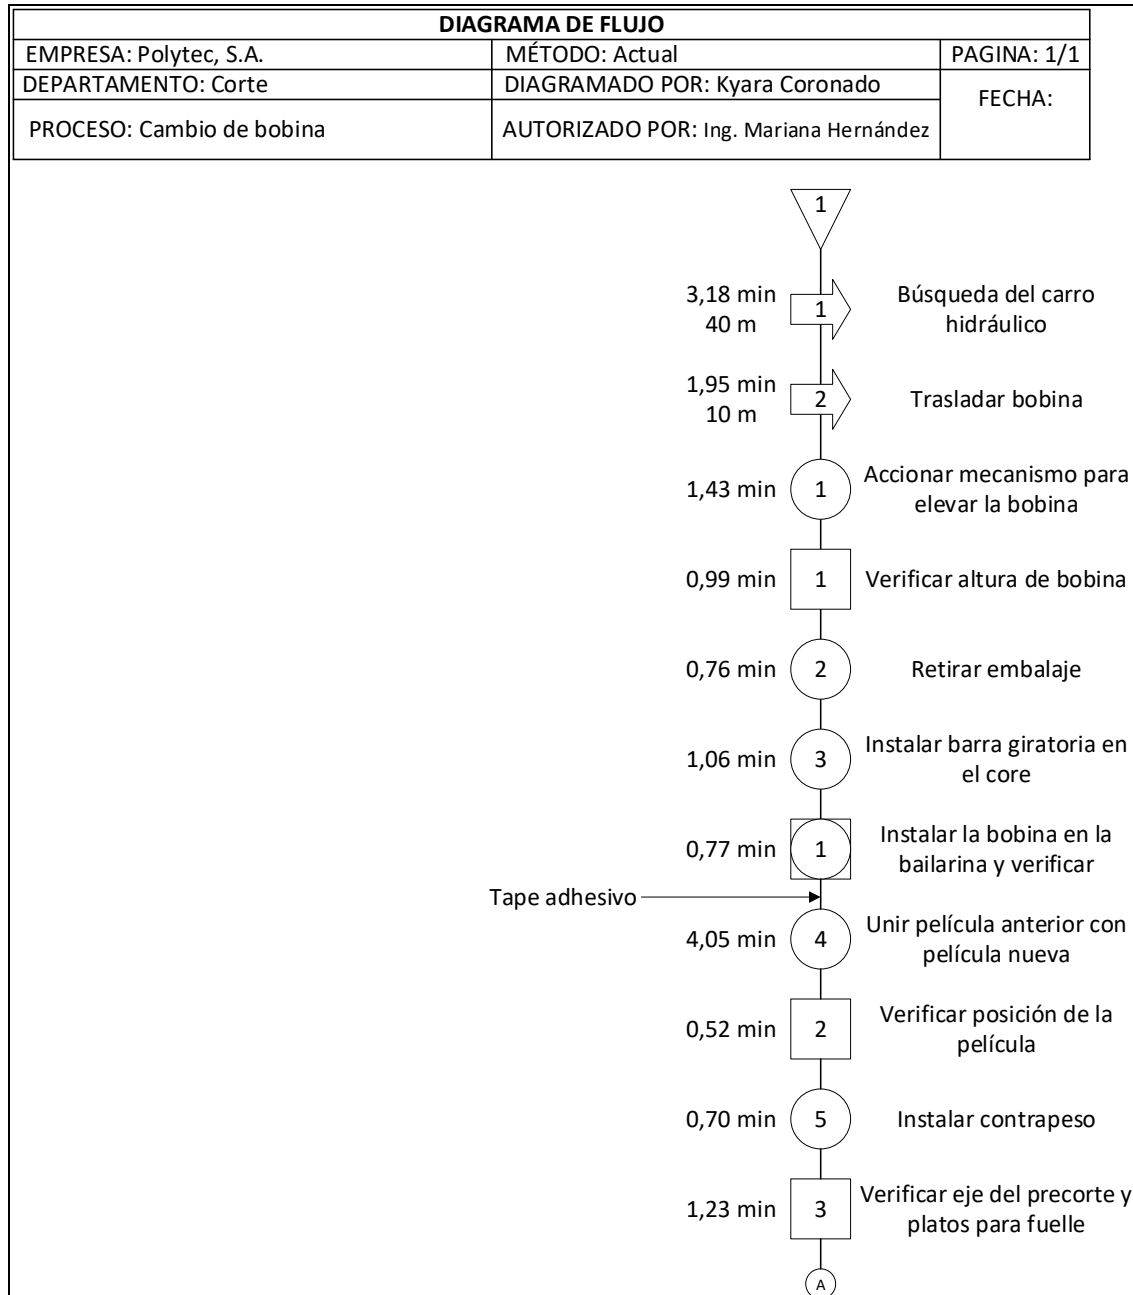 DIAGRAMA DE FLUJO
EMPRESA: Polytec, S.A.
MÉTODO: Actual
PAGINA: 1/1
DEPARTAMENTO: Corte
DIAGRAMADO POR: Kyara Coronado
FECHA:
PROCESO: Cambio de bobina
AUTORIZADO POR: Ing. Mariana Hernández
1
3,18 min
40 m
1
Búsqueda del carro
hidráulico
1,95 min
10 m
2
Trasladar bobina
1,43 min
1
Accionar mecanismo para
elevar la bobina
0,99 min
1
Verificar altura de bobina
0,76 min
2
Retirar embalaje
1,06 min
3
Instalar barra giratoria en
el core
0,77 min
1
Instalar la bobina en la
bailarina y verificar
Tape adhesivo
4,05 min
4
Unir película anterior con
película nueva
0,52 min
2
Verificar posición de la
película
0,70 min
5
Instalar contrapeso
1,23 min
3
Verificar eje del precorte y
platos para fuelle
A